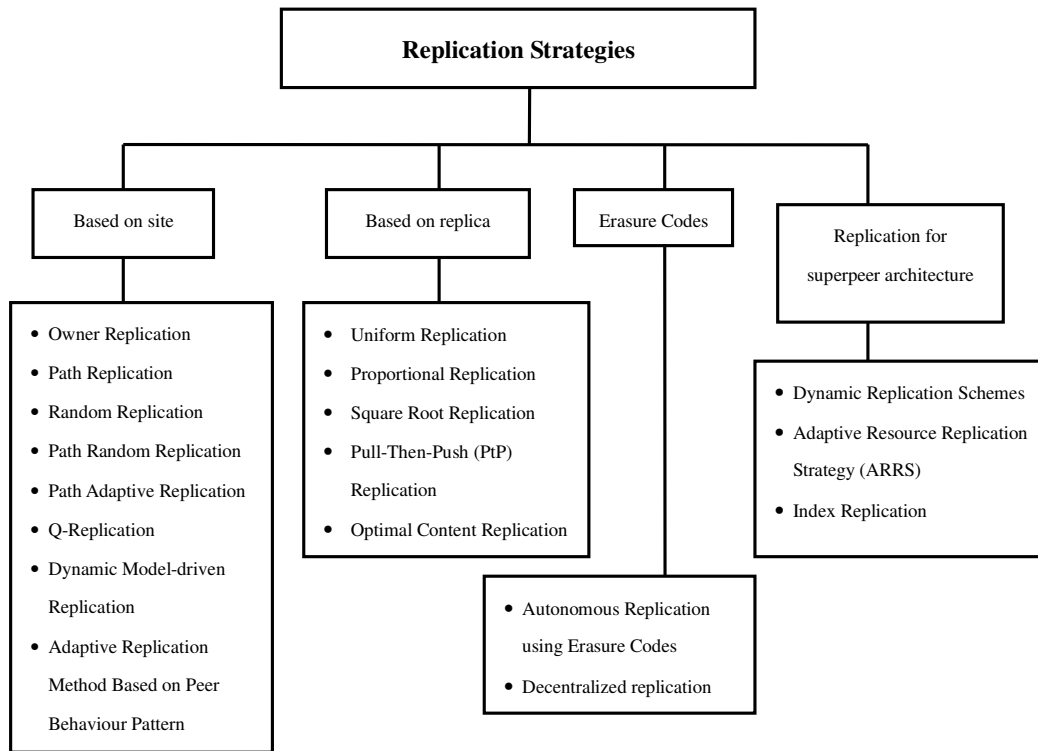 Replication Strategies
Based on site
Based on replica
Erasure Codes
Replication for
superpeer architecture
• Owner Replication
• Path Replication
• Random Replication
• Path Random Replication
• Path Adaptive Replication
• Q-Replication
• Dynamic Model-driven
Replication
• Adaptive Replication
Method Based on Peer
Behaviour Pattern
• Uniform Replication
• Proportional Replication
• Square Root Replication
• Pull-Then-Push (PtP)
Replication
• Optimal Content Replication
• Autonomous Replication
using Erasure Codes
• Decentralized replication
• Dynamic Replication Schemes
• Adaptive Resource Replication
Strategy (ARRS)
• Index Replication